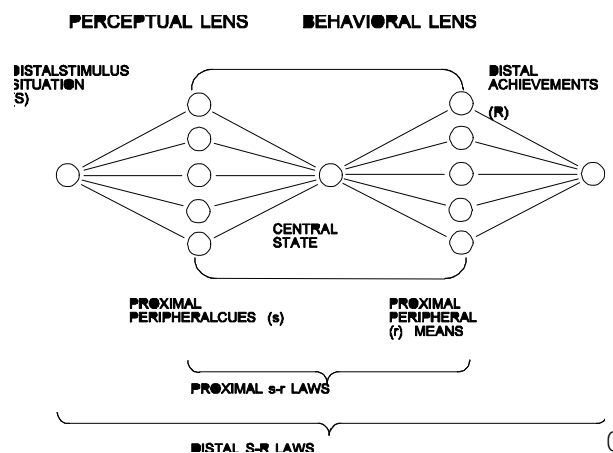 PERCEPTUAL LENS
BEHAVIORAL LENS
DISTALSTIMULUS
SITUATION
(S)
DISTAL
ACHIEVEMENTS
(R)
CENTRAL
STATE
PROXIMAL
PERIPHERALCUES (s)
PROXIMAL
PERIPHERAL
(r) MEANS
PROXIMAL s-r LAWS
DISTAL S-R LAWS